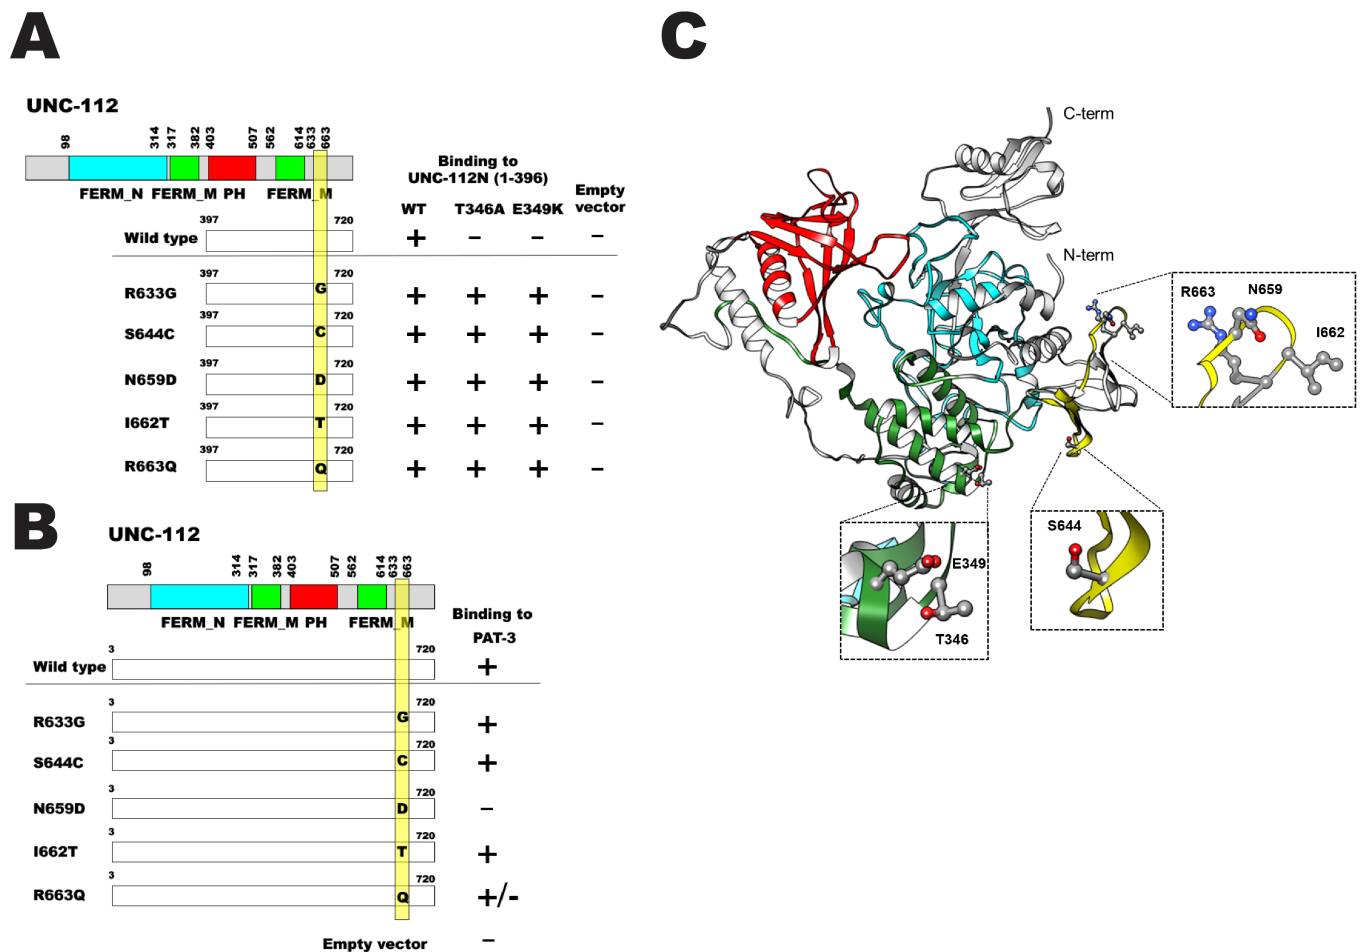 A
UNC-112
98 314 317 382 403 507 562 614 633 663
FERM_N FERM_M PH FERM_M
Binding to
UNC-112N (1-396)
Empty
vector
WT T346A E349K
397 720
Wild type + – – –
397 720
R633G G + + + –
397 720
S644C C + + + –
397 720
N659D D + + + –
397 720
I662T T + + + –
397 720
R663Q Q + + + –
B
UNC-112
98 314 317 382 403 507 562 614 633 663
FERM_N FERM_M PH FERM_M
Binding to
PAT-3
3 720
Wild type +
3 720
R633G G +
3 720
S644C C +
3 720
N659D D –
3 720
I662T T +
3 720
R663Q Q +/-
Empty vector –
C
C-term
N-term
R663 N659
I662
S644
E349
T346